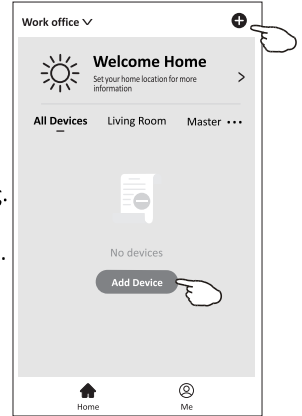 Work office
Welcome Home
Set your home location for more
information
All Devices Living Room Master
No devices
Add Device
Home Me